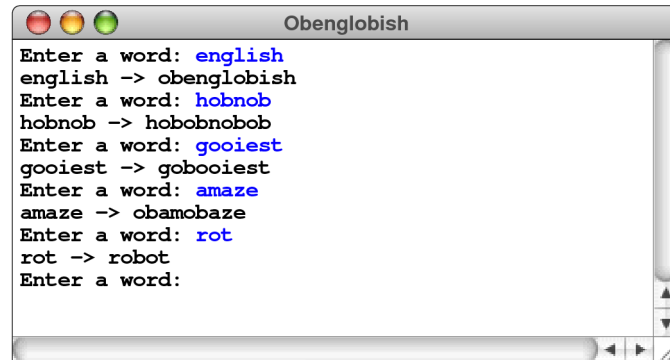 Obenglobish
Enter a word: english
english -> obenglobish
Enter a word: hobnob
hobnob -> hobobnobob
Enter a word: gooiest
gooiest -> gobooiest
Enter a word: amaze
amaze -> obamobaze
Enter a word: rot
rot -> robot
Enter a word: